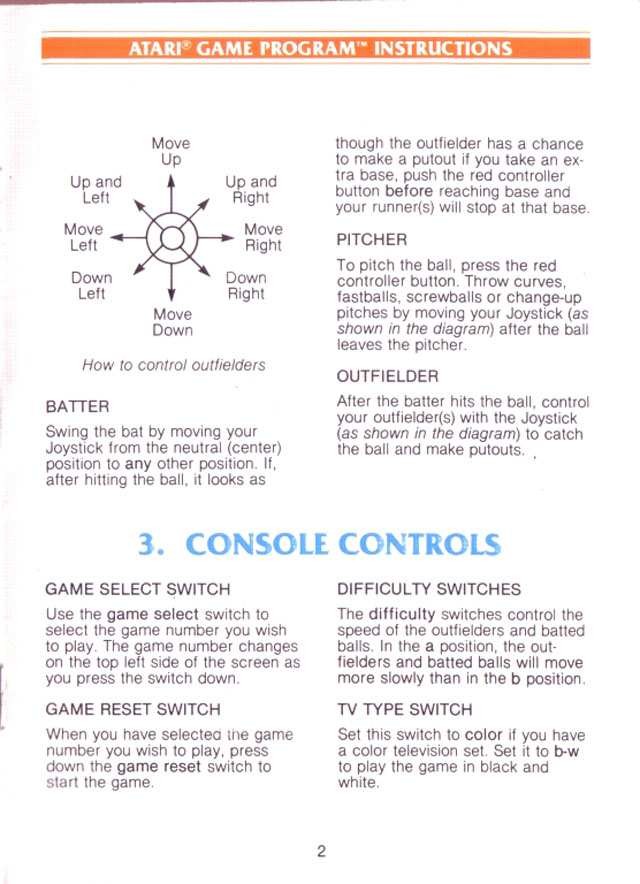 ATARI® GAME PROGRAM™ INSTRUCTIONS
Move
Up
Up and
Left
Up and
Right
Move
Left
Move
Right
Down
Left
Down
Right
Move
Down
How to control outfielders
BATTER
Swing the bat by moving your
Joystick from the neutral (center)
position to any other position. If,
after hitting the ball, it looks as
though the outfielder has a chance
to make a putout if you take an ex-
tra base, push the red controller
button before reaching base and
your runner(s) will stop at that base.
PITCHER
To pitch the ball, press the red
controller button. Throw curves,
fastballs, screwballs or change-up
pitches by moving your Joystick (as
shown in the diagram) after the ball
leaves the pitcher.
OUTFIELDER
After the batter hits the ball, control
your outfielder(s) with the Joystick
(as shown in the diagram) to catch
the ball and make putouts.
3. CONSOLE CONTROLS
GAME SELECT SWITCH
Use the game select switch to
select the game number you wish
to play. The game number changes
on the top left side of the screen as
you press the switch down.
GAME RESET SWITCH
When you have selected the game
number you wish to play, press
down the game reset switch to
start the game.
DIFFICULTY SWITCHES
The difficulty switches control the
speed of the outfielders and batted
balls. In the a position, the out-
fielders and batted balls will move
more slowly than in the b position.
TV TYPE SWITCH
Set this switch to color if you have
a color television set. Set it to b-w
to play the game in black and
white.
2